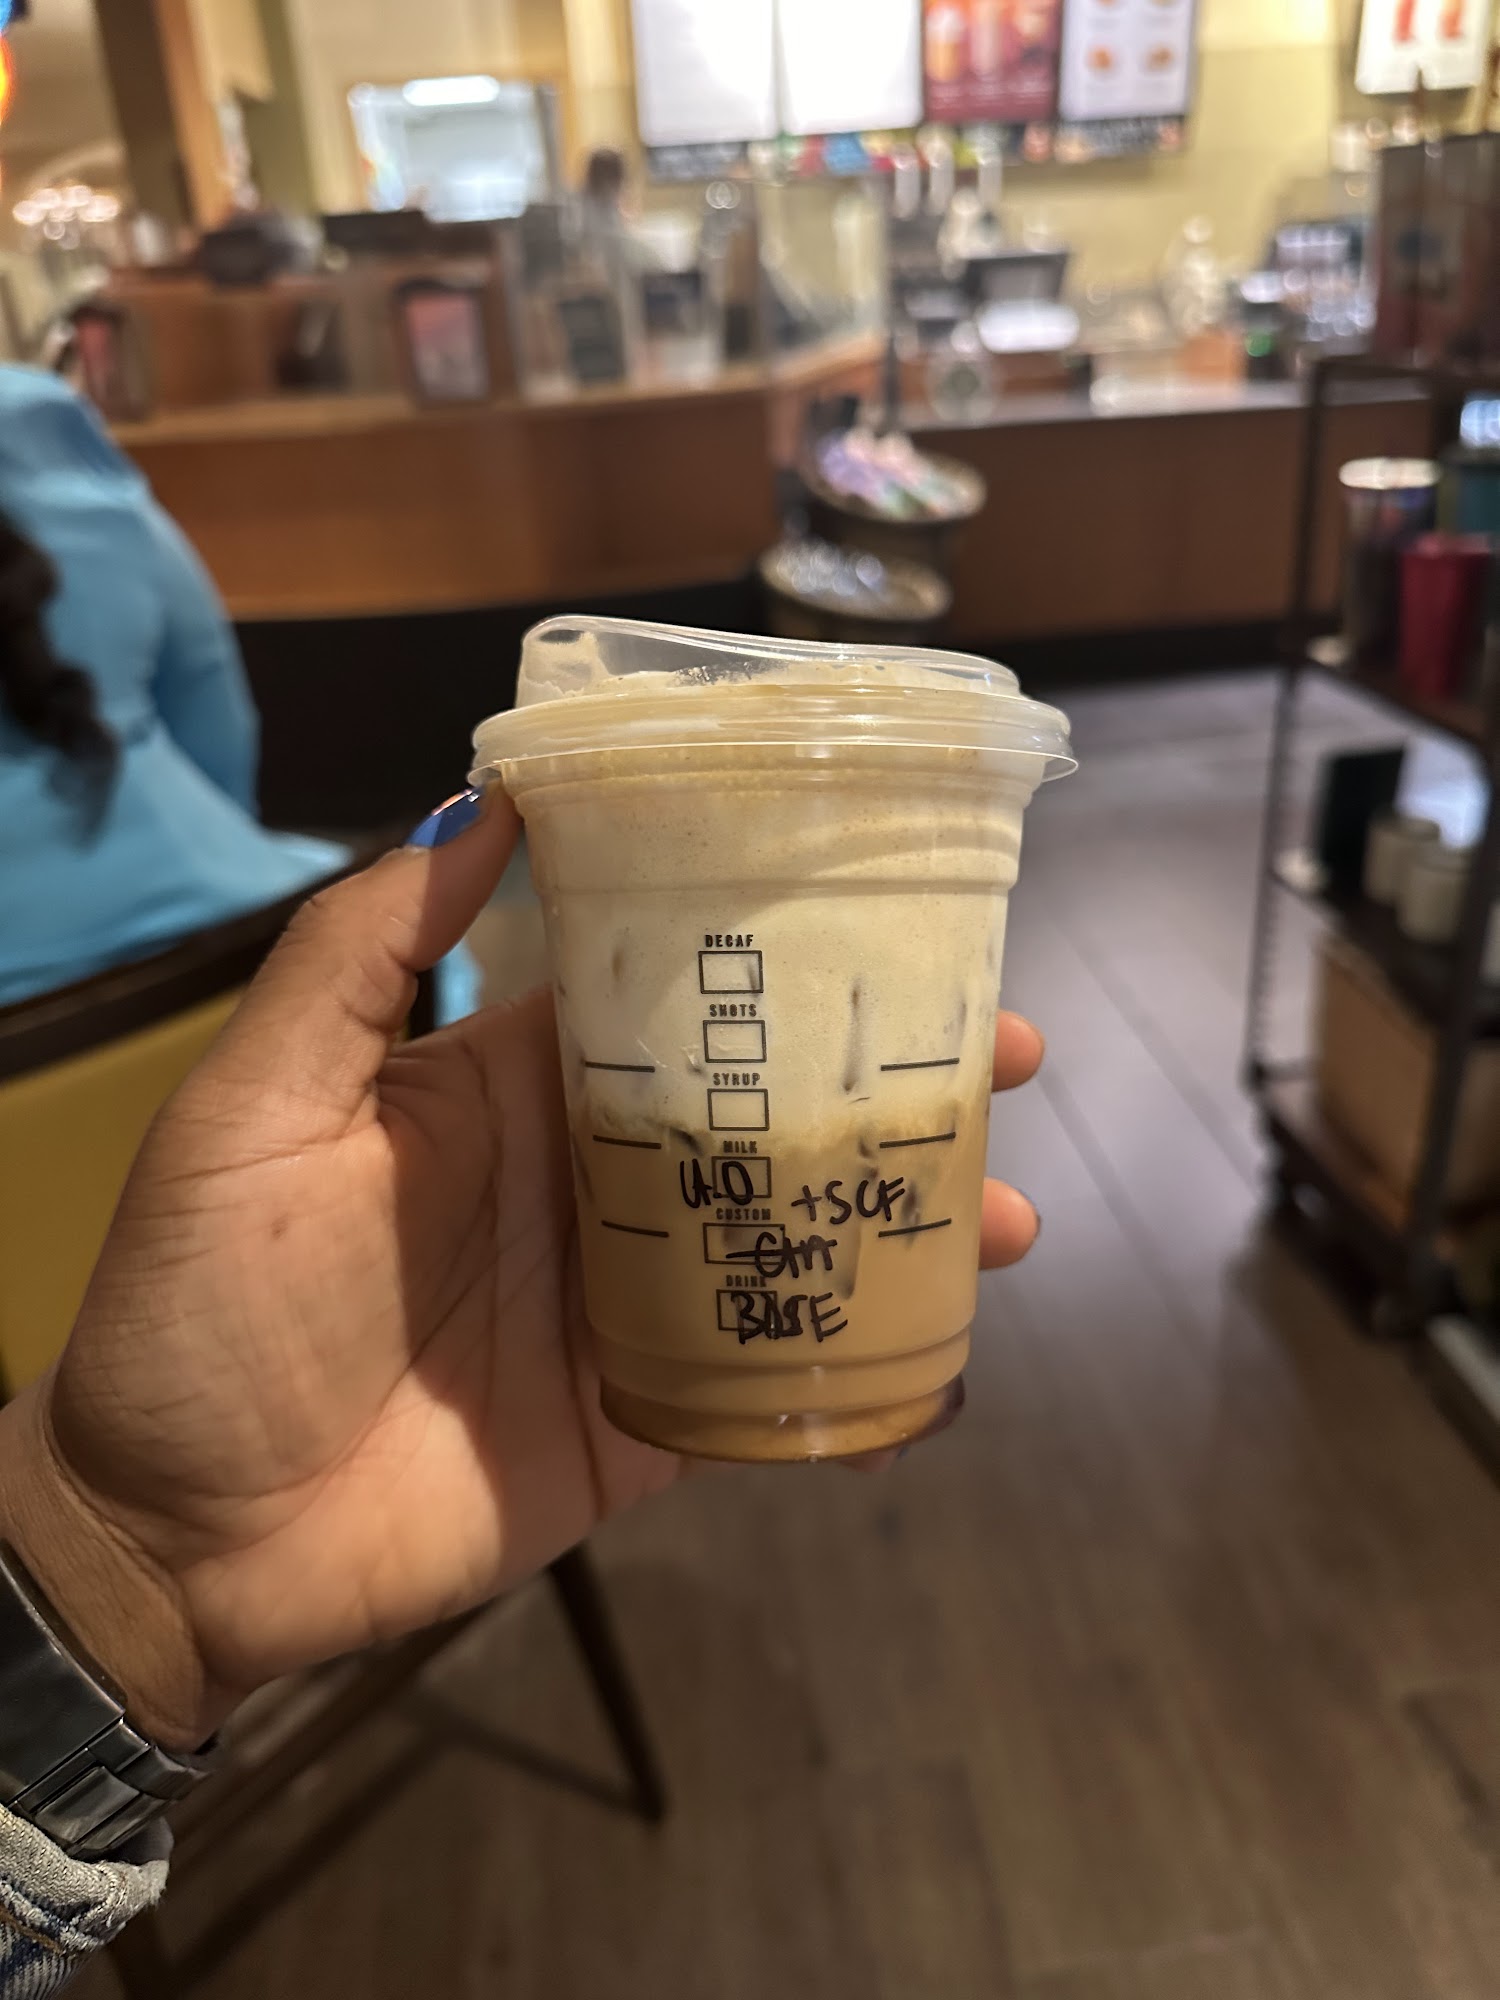 DECAF
SHOTS
SYRUP
MILK
+SCF
CUSTOM
DRINK
BASE